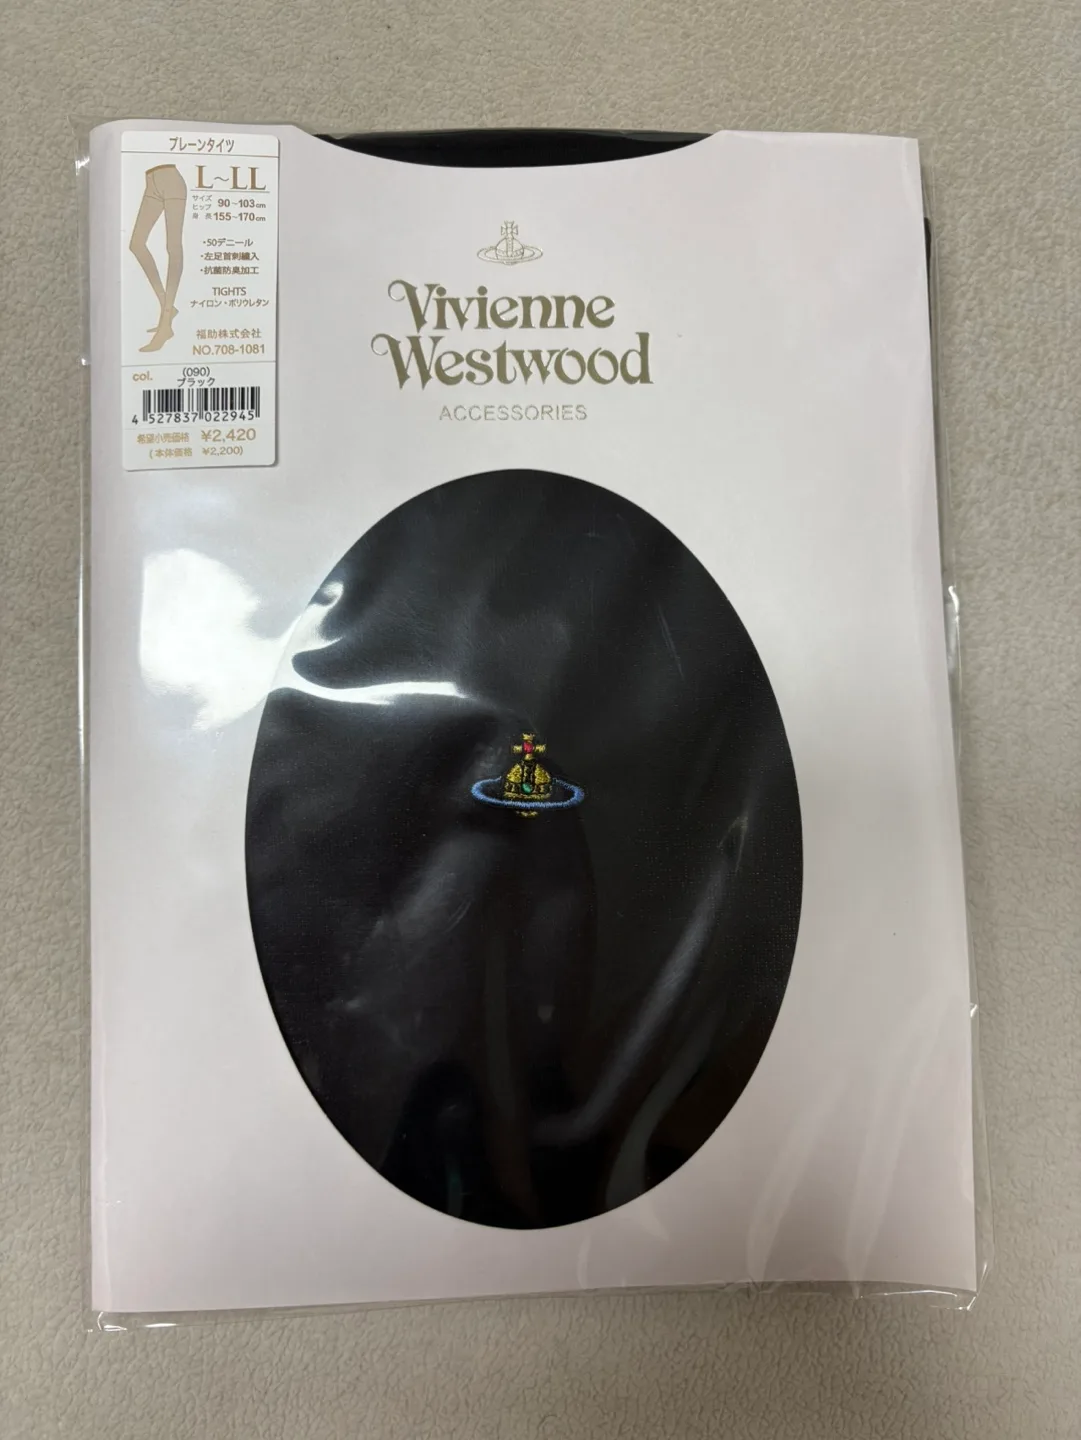 プレーンタイツ
L~LL
サイズ
ヒップ 90~103cm
身長 155~170cm
・50デニール
・左足首刺繍入
・抗菌防臭加工
TIGHTS
ナイロン・ポリウレタン
福助株式会社
NO.708-1081
col. (090)
ブラック
4 527837 022945
希望小売価格 ¥2,420
(本体価格 ¥2,200)
Vivienne
Westwood
ACCESSORIES